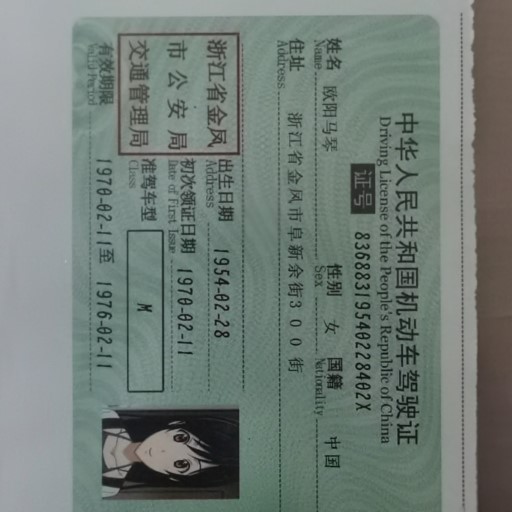 中华人民共和国机动车驾驶证
Driving License of the People's Republic of China
证号 83688319540228402X
姓名 欧阳马琴 性别 女 国籍 中国
Name Sex Nationality
住址 浙江省金凤市阜新余街300街
Address
浙江省金凤
市公安局
交通管理局
出生日期 1954-02-28
Address
初次领证日期 1970-02-11
Date of First Issue
准驾车型 M
Class
有效期限 1970-02-11至 1976-02-11
Valid Period